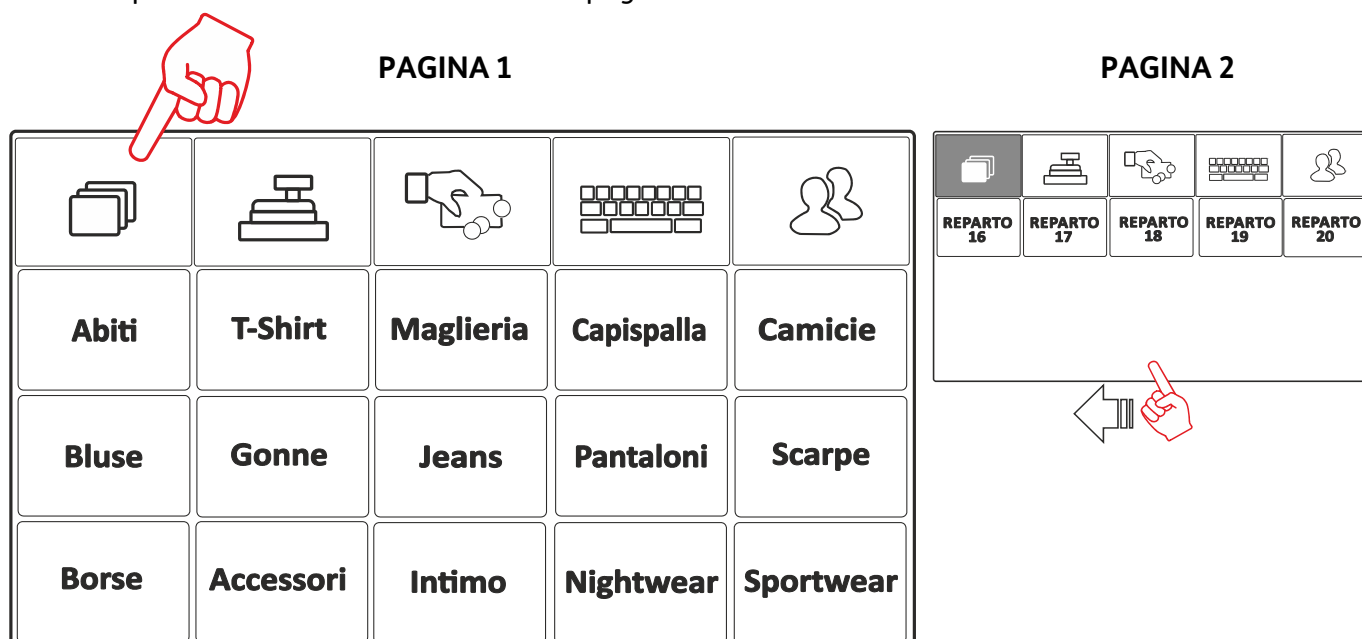 PAGINA 1
PAGINA 2
Abiti T-Shirt Maglieria Capispalla Camicie
Bluse Gonne Jeans Pantaloni Scarpe
Borse Accessori Intimo Nightwear Sportwear
REPARTO 16
REPARTO 17
REPARTO 18
REPARTO 19
REPARTO 20